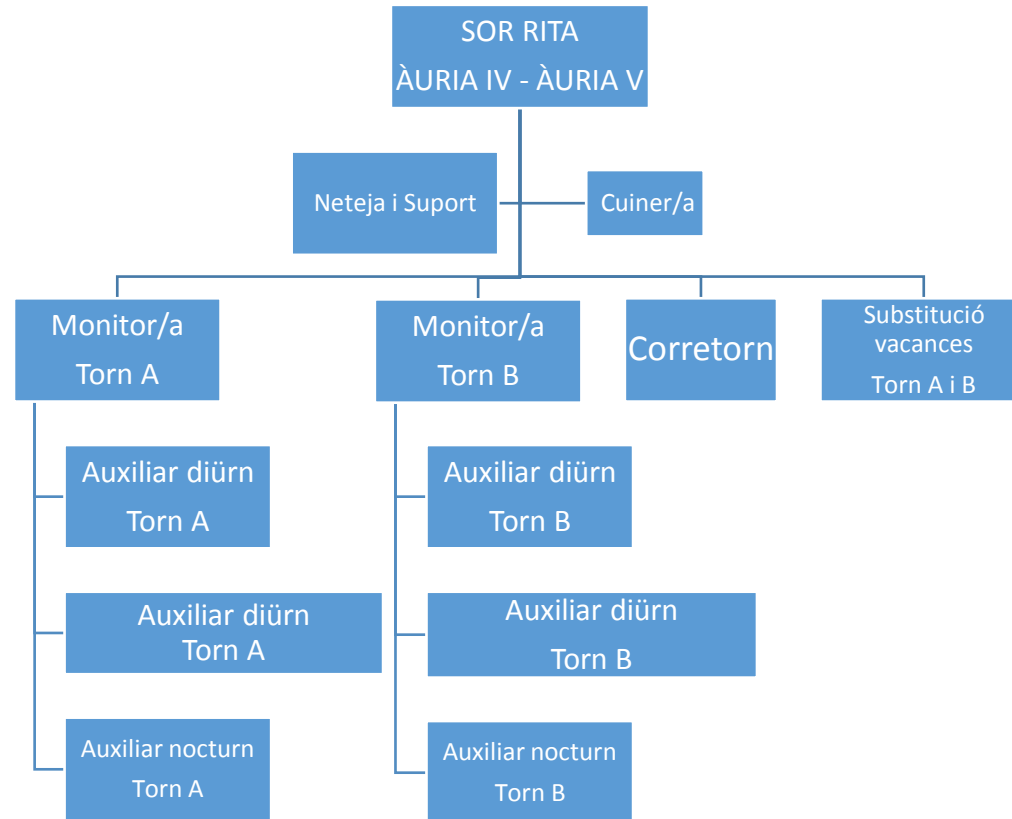 SOR RITA
ÀURIA IV - ÀURIA V
Neteja i Suport
Cuiner/a
Monitor/a
Torn A
Monitor/a
Torn B
Corretorn
Substitució
vacances
Torn A i B
Auxiliar diürn
Torn A
Auxiliar diürn
Torn B
Auxiliar diürn
Torn A
Auxiliar diürn
Torn B
Auxiliar nocturn
Torn A
Auxiliar nocturn
Torn B